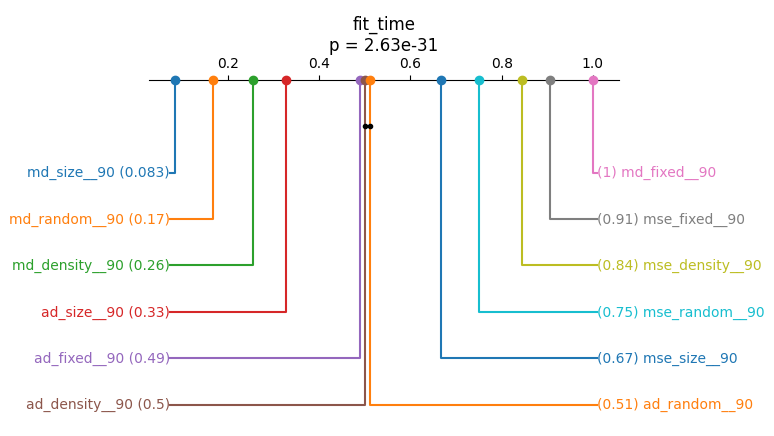 fit_time
p = 2.63e-31
0.2 0.4 0.6 0.8 1.0
md_size__90 (0.083) (1) md_fixed__90
md_random__90 (0.17) (0.91) mse_fixed__90
md_density__90 (0.26) (0.84) mse_density__90
ad_size__90 (0.33) (0.75) mse_random__90
ad_fixed__90 (0.49) (0.67) mse_size__90
ad_density__90 (0.5) (0.51) ad_random__90